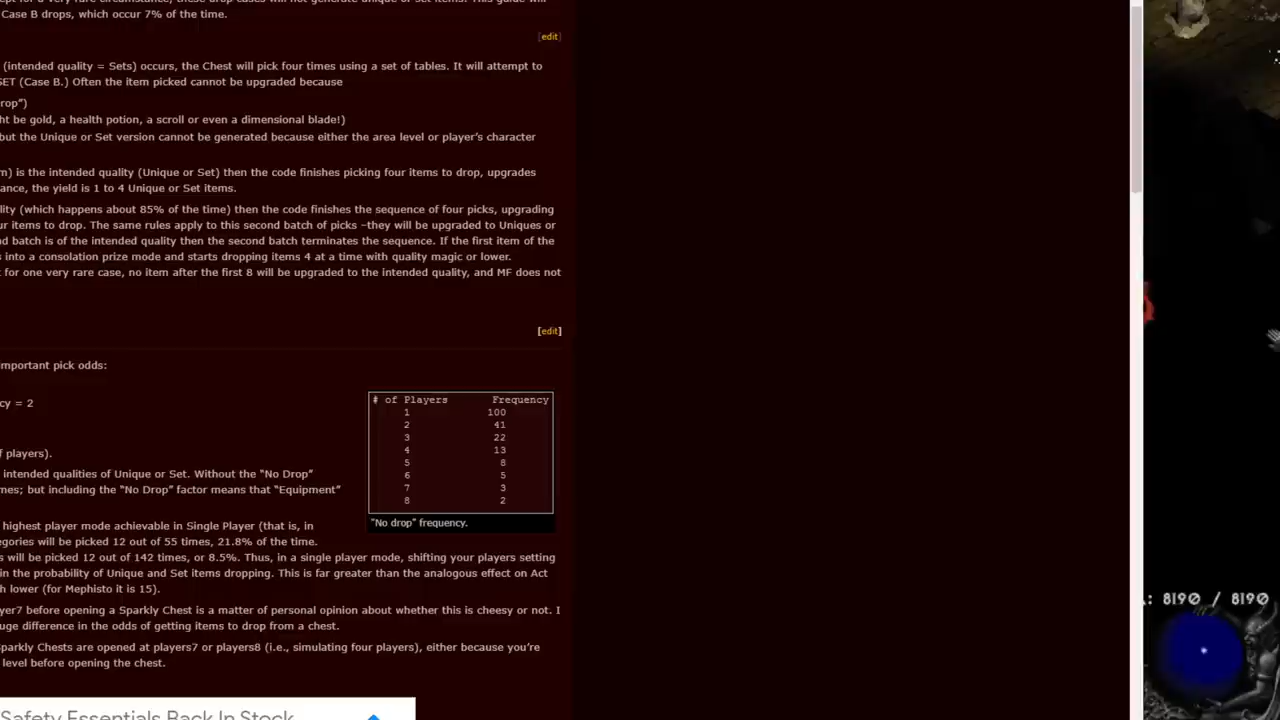 ept for a very rare circumstance, these drop cases will not generate unique or set items. This guide will
Case B drops, which occur 7% of the time.
[edit]
(intended quality = Sets) occurs, the Chest will pick four times using a set of tables. It will attempt to
SET (Case B.) Often the item picked cannot be upgraded because
rop”)
ht be gold, a health potion, a scroll or even a dimensional blade!)
but the Unique or Set version cannot be generated because either the area level or player’s character
m) is the intended quality (Unique or Set) then the code finishes picking four items to drop, upgrades
ance, the yield is 1 to 4 Unique or Set items.
lity (which happens about 85% of the time) then the code finishes the sequence of four picks, upgrading
ur items to drop. The same rules apply to this second batch of picks –they will be upgraded to Uniques or
d batch is of the intended quality then the second batch terminates the sequence. If the first item of the
s into a consolation prize mode and starts dropping items 4 at a time with quality magic or lower.
t for one very rare case, no item after the first 8 will be upgraded to the intended quality, and MF does not
[edit]
important pick odds:
cy = 2
# of Players Frequency
1 100
2 41
3 22
4 13
5 8
6 5
7 3
8 2
"No drop" frequency.
f players).
intended qualities of Unique or Set. Without the “No Drop”
mes; but including the “No Drop” factor means that “Equipment”
highest player mode achievable in Single Player (that is, in
egories will be picked 12 out of 55 times, 21.8% of the time.
s will be picked 12 out of 142 times, or 8.5%. Thus, in a single player mode, shifting your players setting
in the probability of Unique and Set items dropping. This is far greater than the analogous effect on Act
h lower (for Mephisto it is 15).
yer7 before opening a Sparkly Chest is a matter of personal opinion about whether this is cheesy or not. I
uge difference in the odds of getting items to drop from a chest.
Sparkly Chests are opened at players7 or players8 (i.e., simulating four players), either because you’re
level before opening the chest.
Safety Essentials Back In Stock
: 8190 / 8190